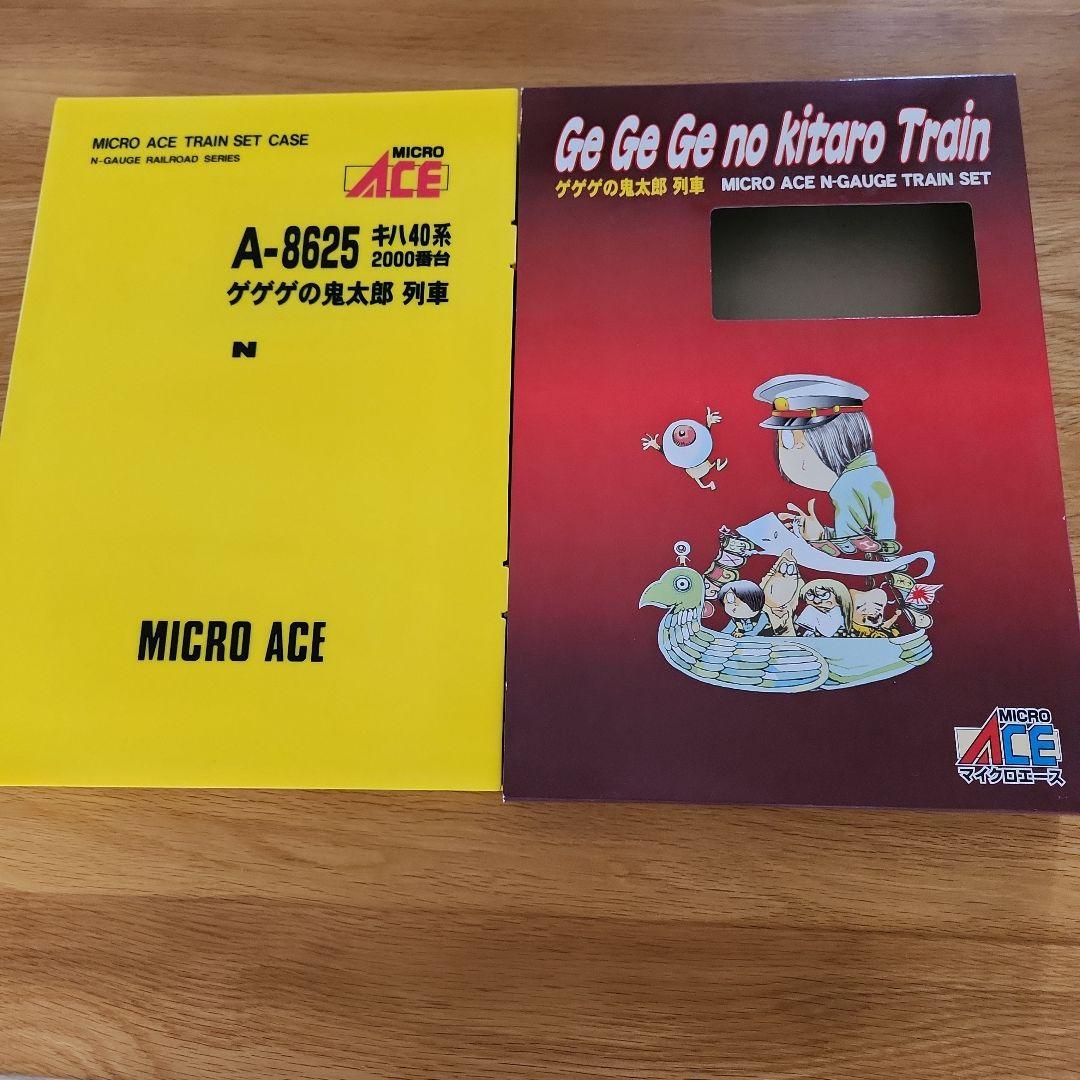 MICRO ACE TRAIN SET CASE
N-GAUGE RAILROAD SERIES
MICRO
ACE
A-8625 キハ40系
2000番台
ゲゲゲの鬼太郎 列車
N
MICRO ACE
Ge Ge Ge no kitaro Train
ゲゲゲの鬼太郎 列車 MICRO ACE N-GAUGE TRAIN SET
MICRO
ACE
マイクロエース